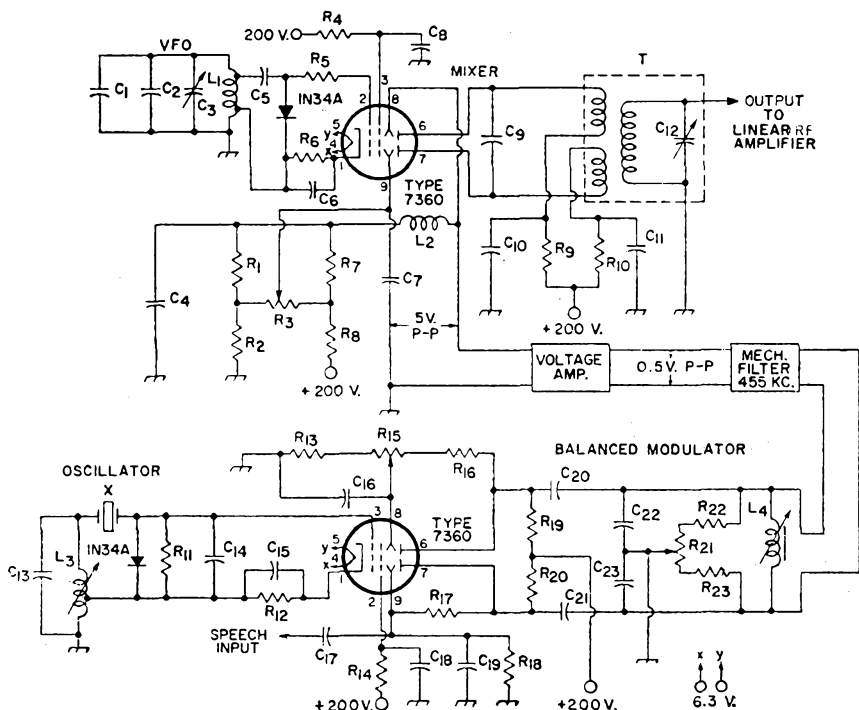 R4
200 V.
C8
VFO
MIXER
T
C1
C2
C3
L1
C5
R5
IN34A
R6
C6
2
3
8
y
5
4
x
1
6
7
9
TYPE
7360
C9
C12
OUTPUT
TO
LINEAR RF
AMPLIFIER
L2
C10
R9
R10
C11
+200 V.
C4
R1
R7
R3
R2
R8
+200 V.
C7
5V.
P-P
VOLTAGE
AMP.
0.5V. P-P
MECH.
FILTER
455 KC.
OSCILLATOR
X
R13
R15
R16
C16
BALANCED MODULATOR
C20
C13
L3
IN34A
R11
C14
C15
R12
3
8
y
5
4
x
1
6
7
2
9
TYPE
7360
R19
R20
C22
C23
R22
R21
R23
L4
R17
C21
SPEECH
INPUT
C17
R14
C18
C19
R18
+200V.
+200V.
x y
6.3 V.